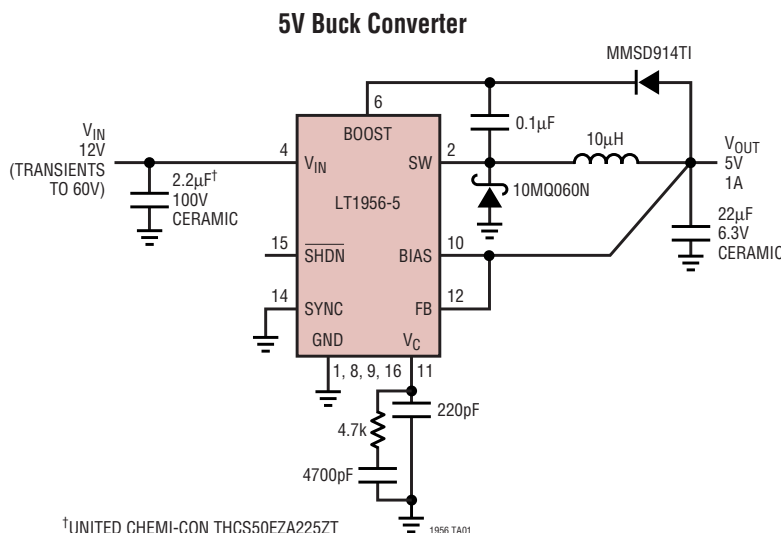 5V Buck Converter
MMSD914TI
6
BOOST
0.1µF
10µH
V_IN
12V
(TRANSIENTS
TO 60V)
4
V_IN
SW
2
V_OUT
5V
1A
2.2µF†
100V
CERAMIC
LT1956-5
10MQ060N
22µF
6.3V
CERAMIC
15
SHDN
BIAS
10
14
SYNC
FB
12
GND
V_C
1, 8, 9, 16
11
220pF
4.7k
4700pF
†UNITED CHEMI-CON THCS50EZA225ZT
1956 TA01